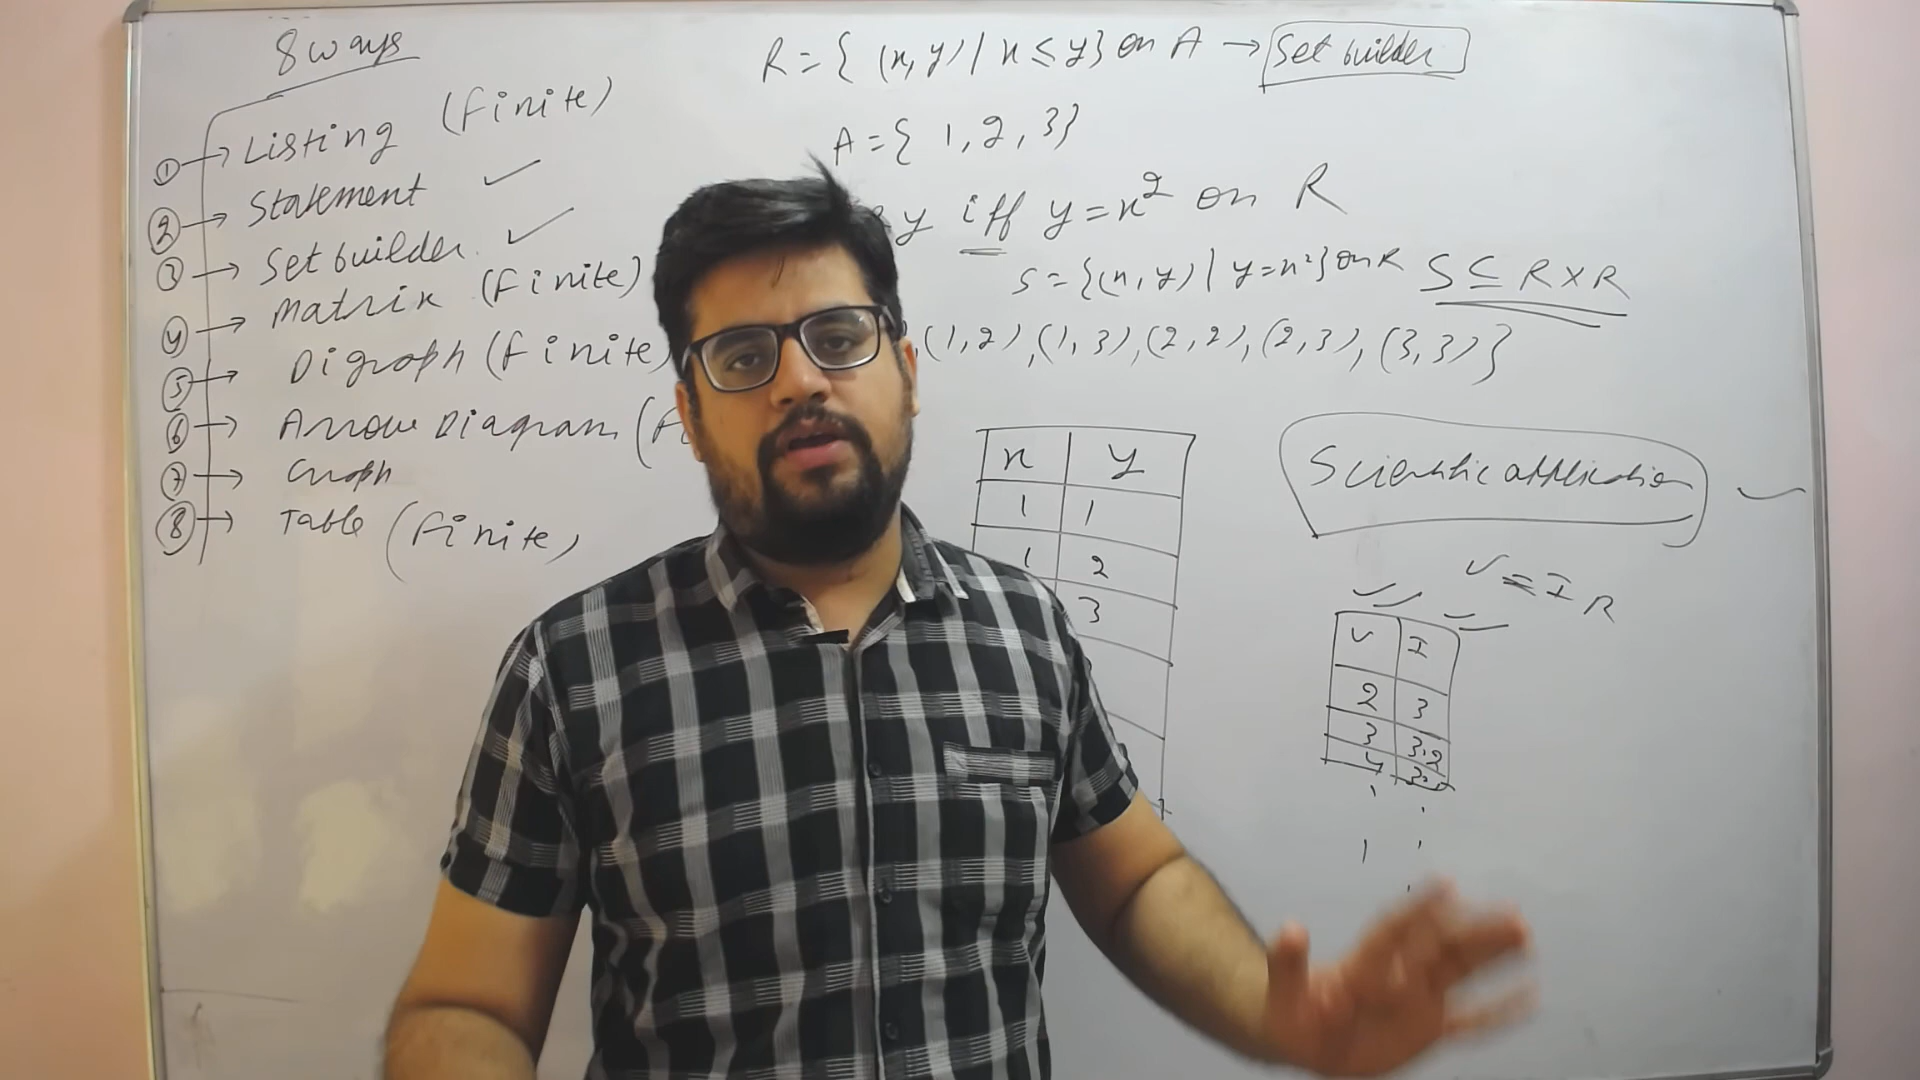 8 ways
① → Listing (Finite)
② → Statement ✓
③ → Set builder ✓
④ → Matrix (Finite)
⑤ → Digraph (Finite)
⑥ → Arrow Diagram (
⑦ → Graph
⑧ → Table (Finite)
R = { (x, y) / x ≤ y} on A → Set builder
A = { 1, 2, 3}
y iff y = x² on R
S = {(x, y) / y = x²} on R S ⊆ R × R
, (1, 2), (1, 3), (2, 2), (2, 3), (3, 3) }
x y
1 1
1 2
3
Scientific application ✓
V = I R
V I
2 3
3 3.2